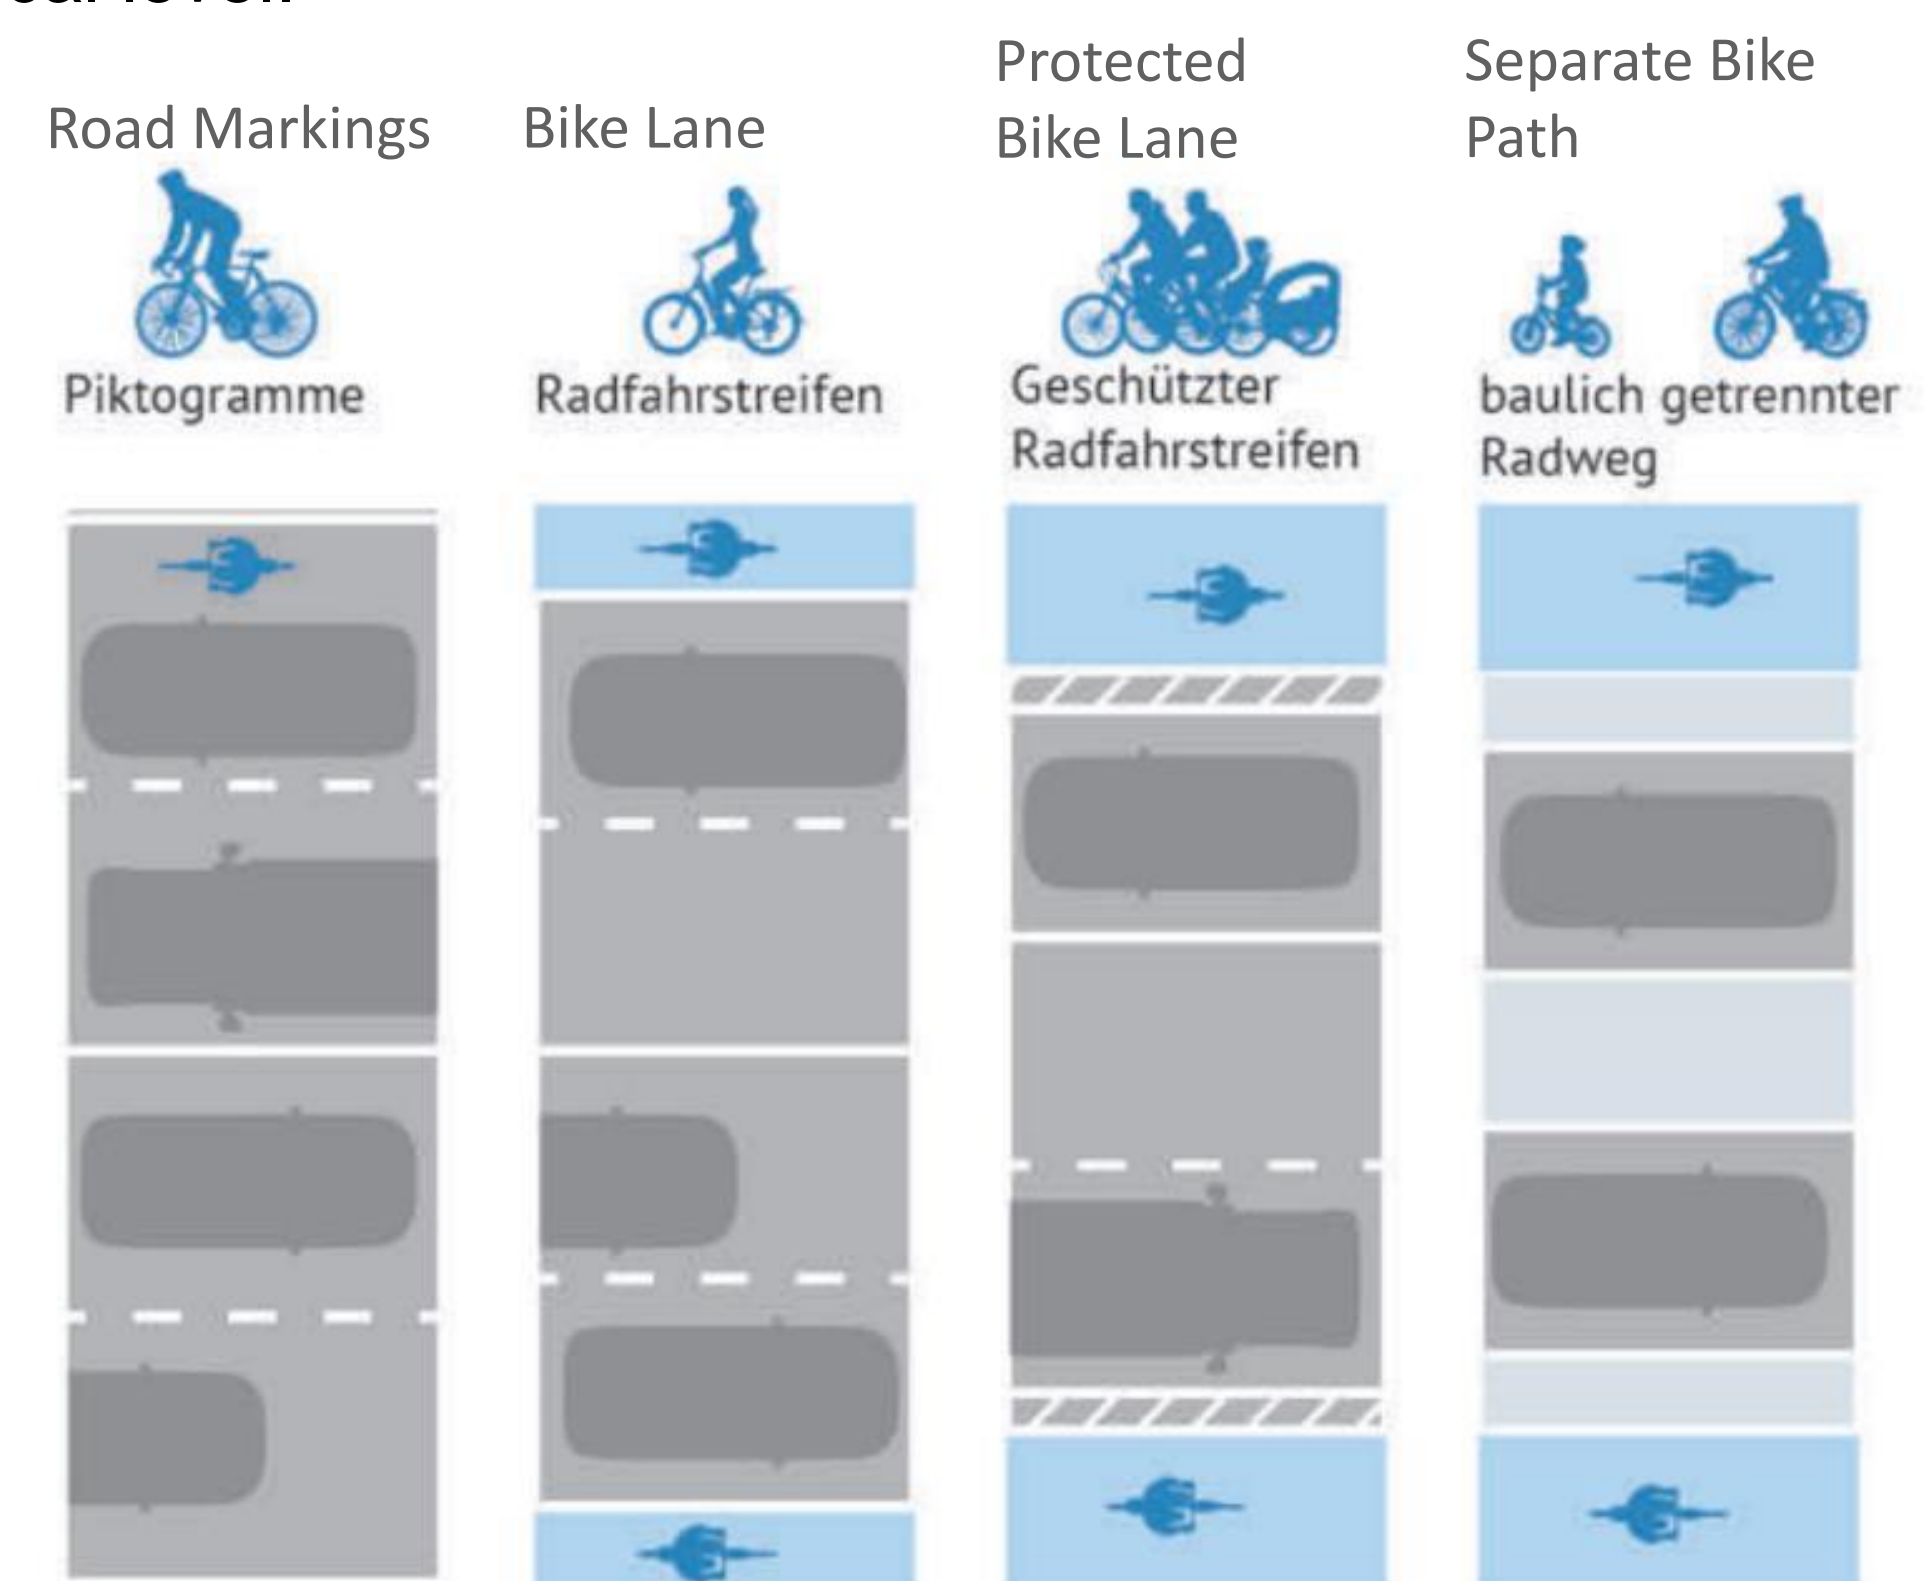 Road Markings
Piktogramme
Bike Lane
Radfahrstreifen
Protected
Bike Lane
Geschützter
Radfahrstreifen
Separate Bike
Path
baulich getrennter
Radweg